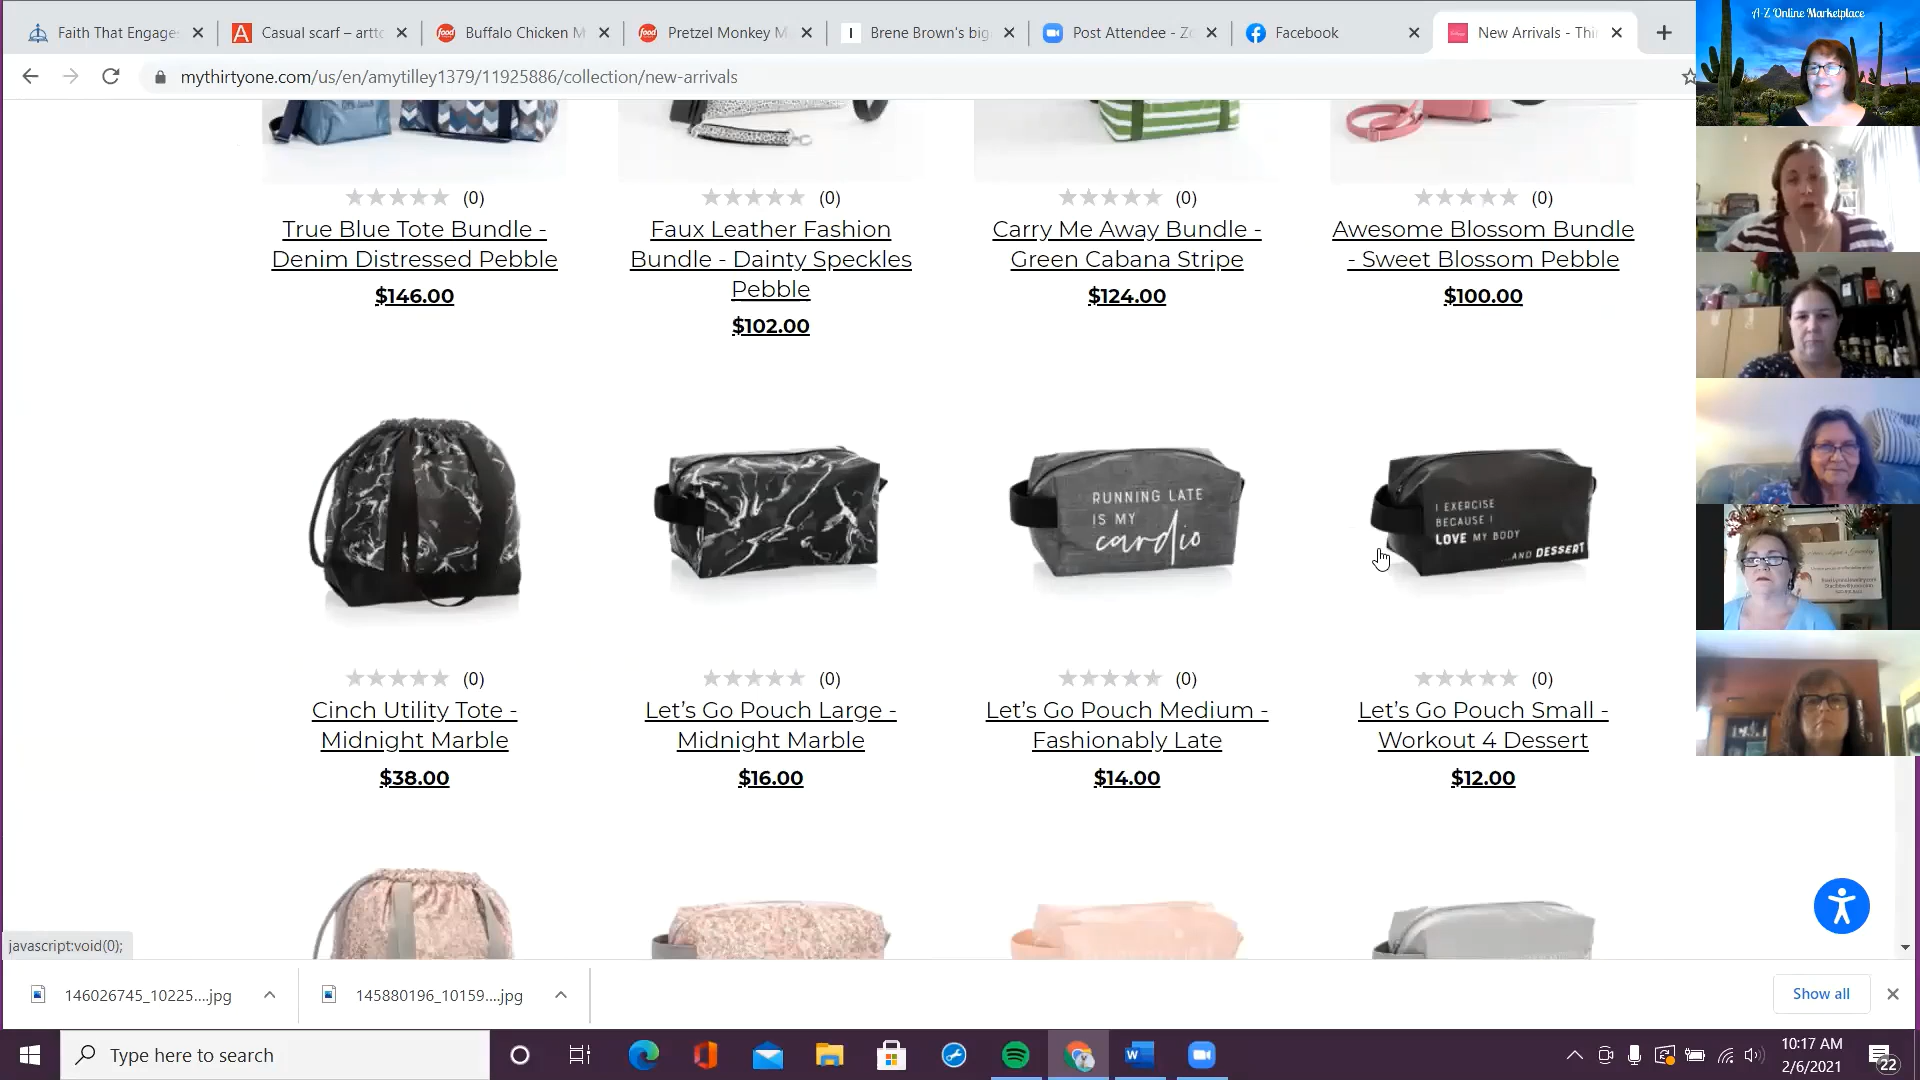 Faith That Engage
Casual scarf – artto
Buffalo Chicken M
Pretzel Monkey M
Brene Brown's big
Post Attendee - Zo
Facebook
New Arrivals - Thi
mythirtyone.com/us/en/amytilley1379/11925886/collection/new-arrivals
A-Z Online Marketplace
(0)
True Blue Tote Bundle -
Denim Distressed Pebble
$146.00
(0)
Faux Leather Fashion
Bundle - Dainty Speckles
Pebble
$102.00
(0)
Carry Me Away Bundle -
Green Cabana Stripe
$124.00
(0)
Awesome Blossom Bundle
- Sweet Blossom Pebble
$100.00
RUNNING LATE
IS MY
cardio
I EXERCISE
BECAUSE I
LOVE MY BODY
...AND DESSERT
(0)
Cinch Utility Tote -
Midnight Marble
$38.00
(0)
Let's Go Pouch Large -
Midnight Marble
$16.00
(0)
Let's Go Pouch Medium -
Fashionably Late
$14.00
(0)
Let's Go Pouch Small -
Workout 4 Dessert
$12.00
javascript:void(0);
146026745_10225....jpg
145880196_10159....jpg
Show all
Type here to search
10:17 AM
2/6/2021
22